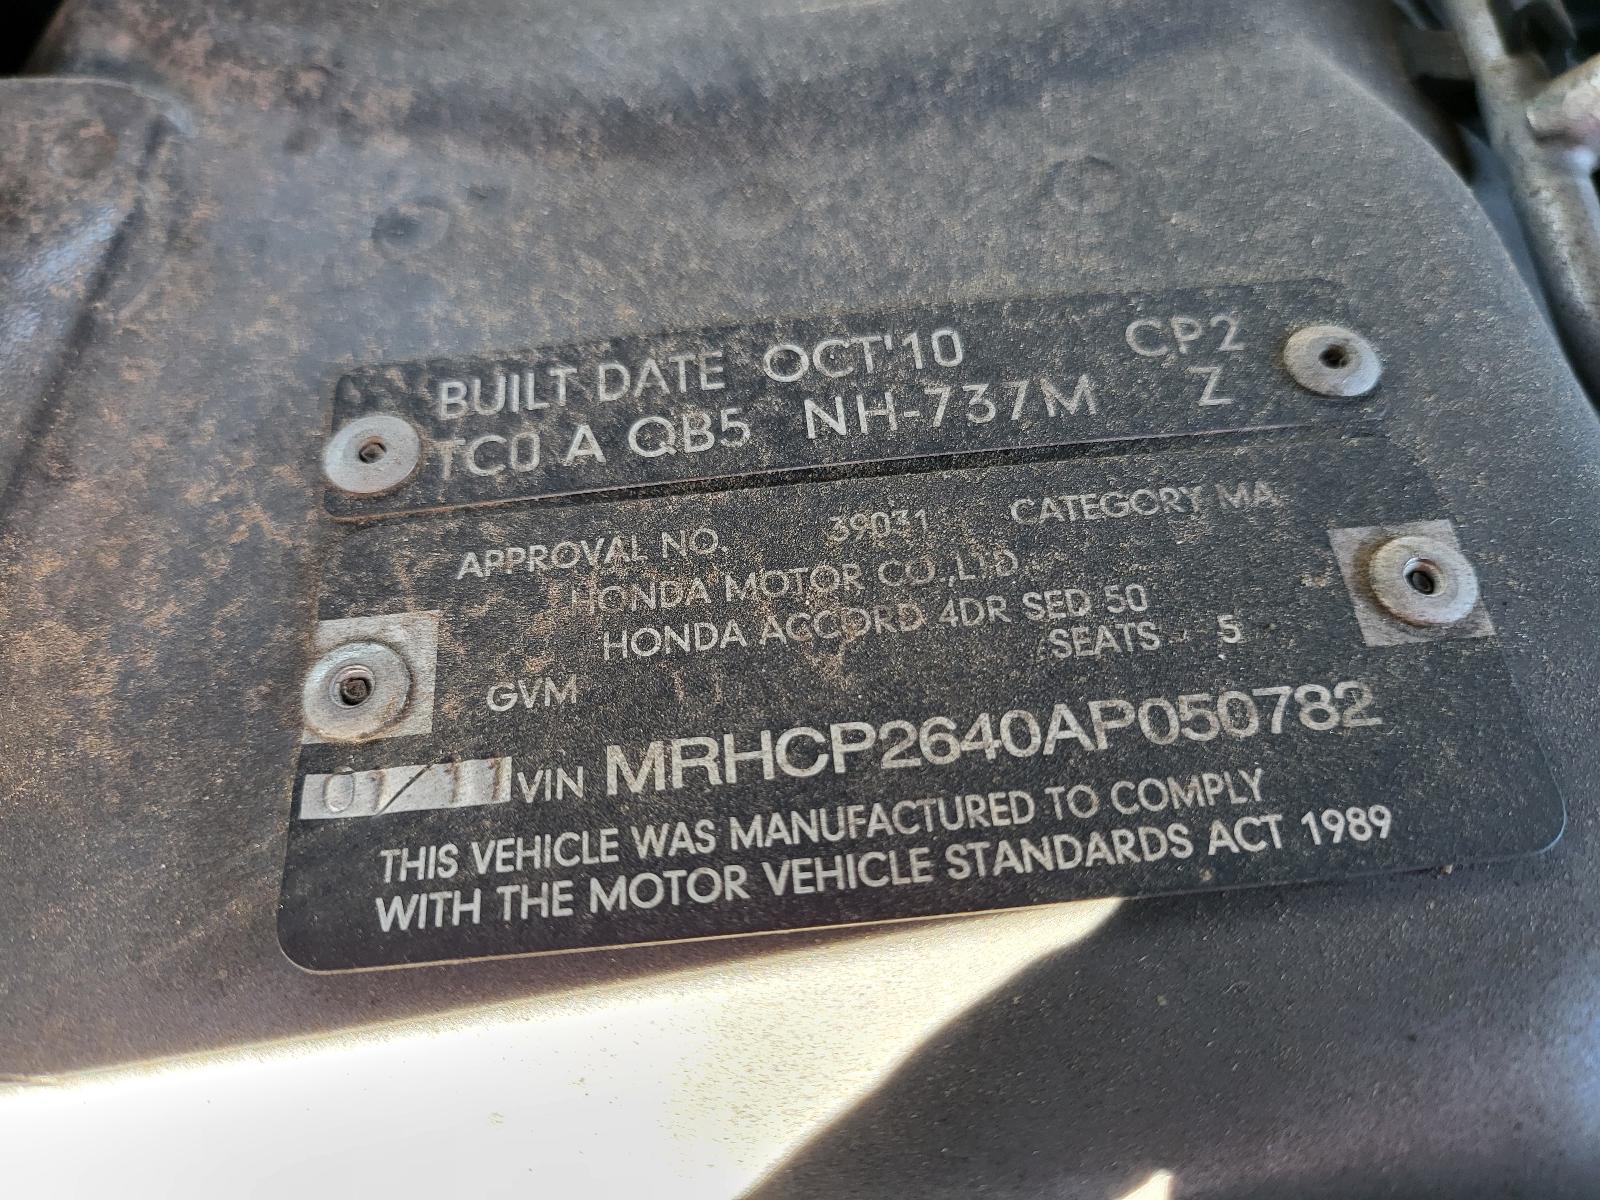 BUILT DATE OCT'10 CP2
TC0 A QB5 NH-737M Z
APPROVAL NO. 39031 CATEGORY MA
HONDA MOTOR CO.,LTD.
HONDA ACCORD 4DR SED 50
SEATS 5
GVM
01/11 VIN MRHCP2640AP050782
THIS VEHICLE WAS MANUFACTURED TO COMPLY
WITH THE MOTOR VEHICLE STANDARDS ACT 1989